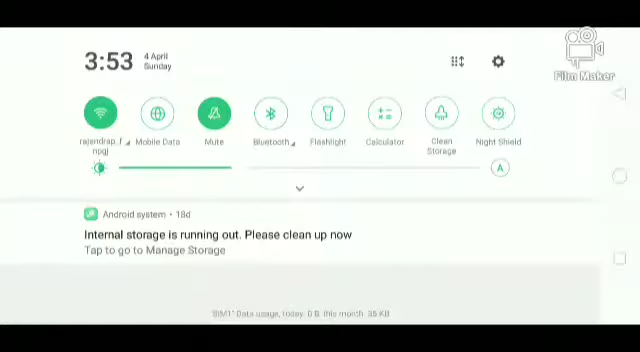 3:53
4 April
Sunday
Film Maker
rajendrap_f
npgj
Mobile Data
Mute
Bluetooth
Flashlight
Calculator
Clean
Storage
Night Shield
A
Android system • 18d
Internal storage is running out. Please clean up now
Tap to go to Manage Storage
"SIM1" Data usage, today: 0 B, this month: 35 KB